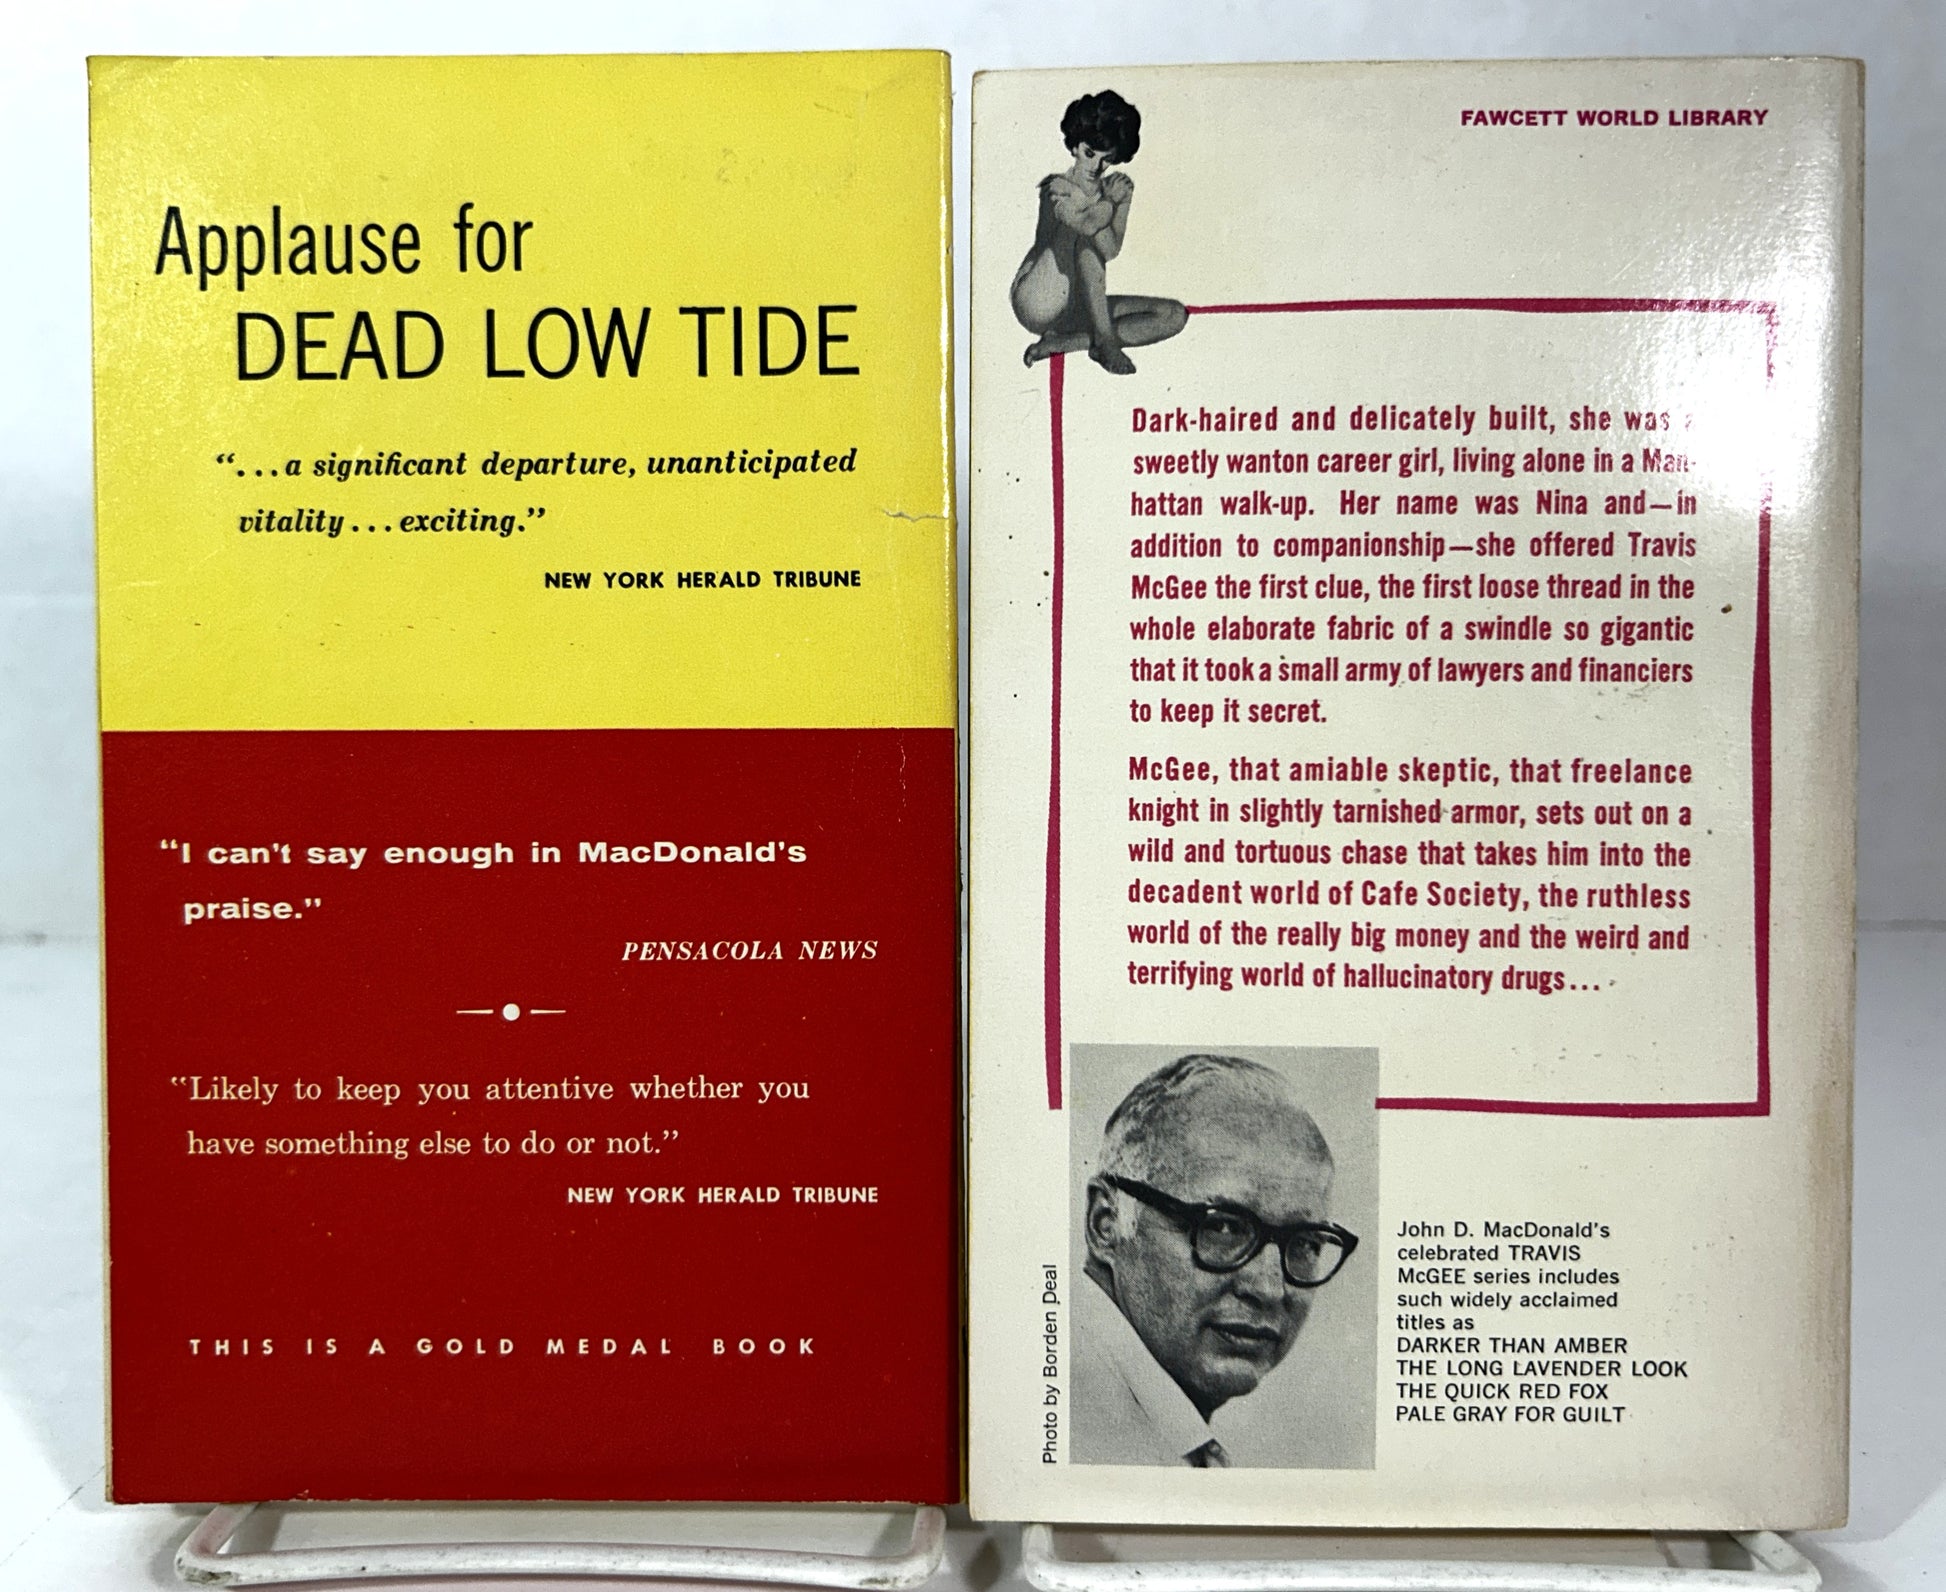 Applause for
DEAD LOW TIDE
“...a significant departure, unanticipated
vitality...exciting.”
NEW YORK HERALD TRIBUNE
“I can't say enough in MacDonald's
praise.”
PENSACOLA NEWS
“Likely to keep you attentive whether you
have something else to do or not.”
NEW YORK HERALD TRIBUNE
THIS IS A GOLD MEDAL BOOK
FAWCETT WORLD LIBRARY
Dark-haired and delicately built, she was a
sweetly wanton career girl, living alone in a Man-
hattan walk-up. Her name was Nina and—in
addition to companionship—she offered Travis
McGee the first clue, the first loose thread in the
whole elaborate fabric of a swindle so gigantic
that it took a small army of lawyers and financiers
to keep it secret.
McGee, that amiable skeptic, that freelance
knight in slightly tarnished armor, sets out on a
wild and tortuous chase that takes him into the
decadent world of Cafe Society, the ruthless
world of the really big money and the weird and
terrifying world of hallucinatory drugs...
Photo by Borden Deal
John D. MacDonald's
celebrated TRAVIS
McGEE series includes
such widely acclaimed
titles as
DARKER THAN AMBER
THE LONG LAVENDER LOOK
THE QUICK RED FOX
PALE GRAY FOR GUILT